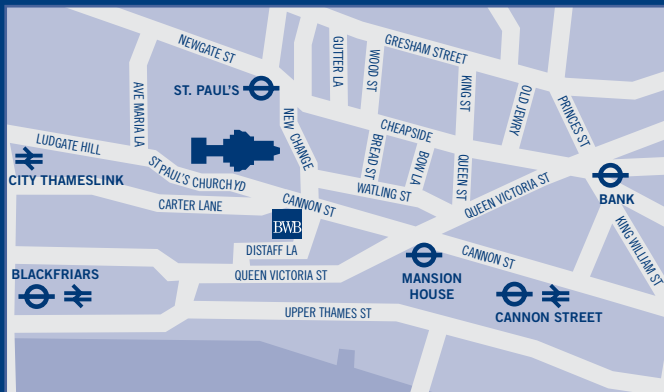 NEWGATE ST
GRESHAM STREET
GUTTER LA
WOOD ST
ST. PAUL'S
AVE MARIA LA
KING ST
OLD JEWRY
PRINCES ST
NEW CHANGE
CHEAPSIDE
LUDGATE HILL
BREAD ST
BOW LA
QUEEN ST
CITY THAMESLINK
ST PAUL'S CHURCHYD
WATLING ST
QUEEN VICTORIA ST
BANK
CARTER LANE
CANNON ST
BWB
KING WILLIAM ST
DISTAFF LA
CANNON ST
BLACKFRIARS
QUEEN VICTORIA ST
MANSION
HOUSE
UPPER THAMES ST
CANNON STREET